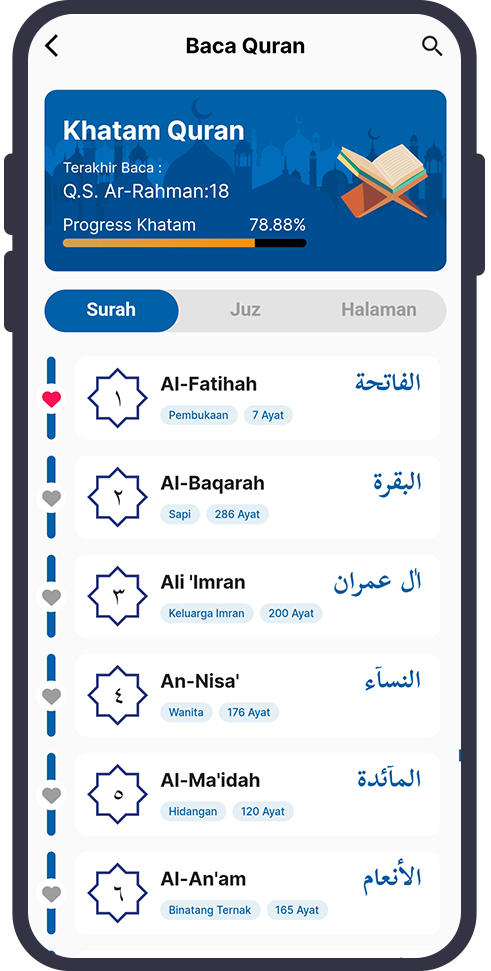 Baca Quran
Khatam Quran
Terakhir Baca :
Q.S. Ar-Rahman:18
Progress Khatam 78.88%
Surah Juz Halaman
١ Al-Fatihah الفاتحة
Pembukaan 7 Ayat
٢ Al-Baqarah البقرة
Sapi 286 Ayat
٣ Ali 'Imran اٰل عمران
Keluarga Imran 200 Ayat
٤ An-Nisa' النسآء
Wanita 176 Ayat
٥ Al-Ma'idah المآئدة
Hidangan 120 Ayat
٦ Al-An'am الأنعام
Binatang Ternak 165 Ayat